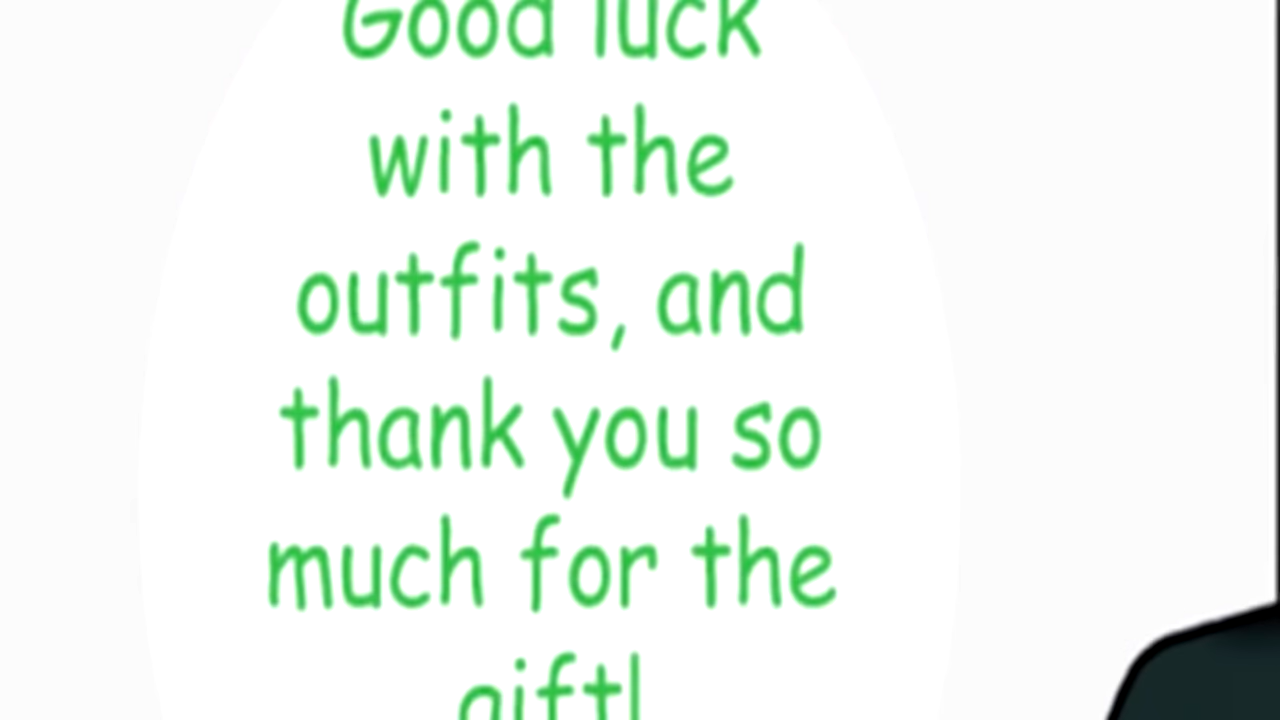 Good luck
with the
outfits, and
thank you so
much for the
gift!